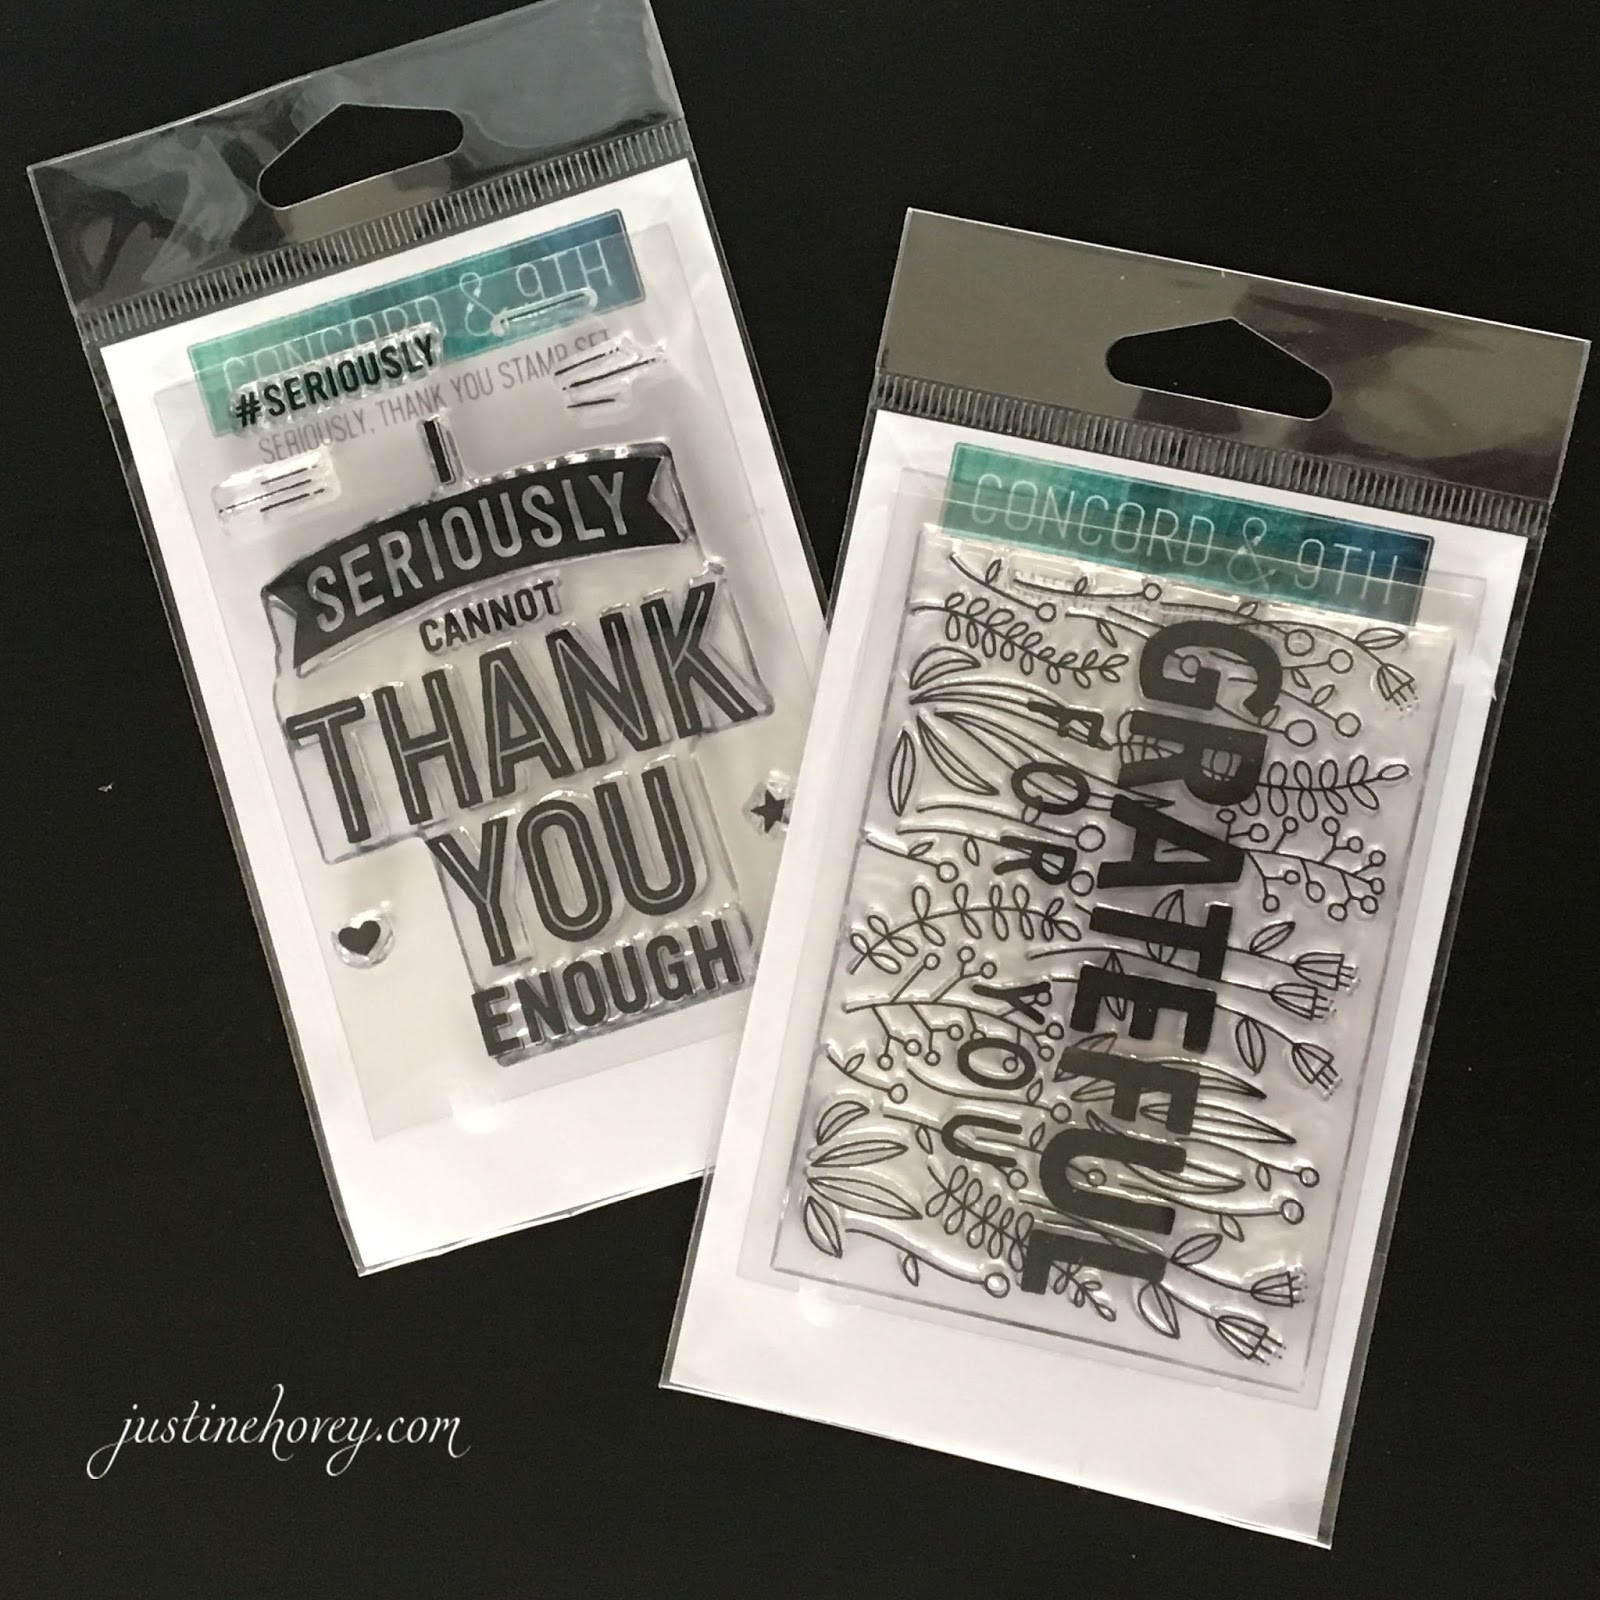 CONCORD & 9TH
#SERIOUSLY
SERIOUSLY, THANK YOU STAMP SET
I
SERIOUSLY
CANNOT
THANK
YOU
ENOUGH
CONCORD & 9TH
GRATEFUL
FOR YOU
justinehovey.com